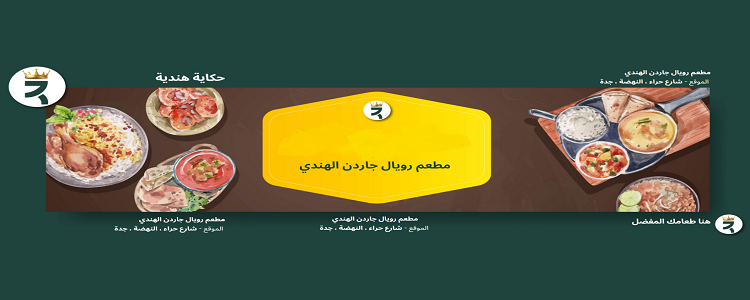 حكاية هندية
مطعم رويال جاردن الهندي
الموقع - شارع حراء . النهضة . جدة
مطعم رويال جاردن الهندي
مطعم رويال جاردن الهندي
الموقع - شارع حراء . النهضة . جدة
مطعم رويال جاردن الهندي
الموقع - شارع حراء . النهضة . جدة
هنا طعامك المفضل